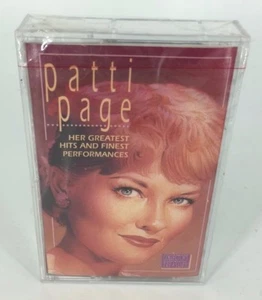 patti
page
HER GREATEST
HITS AND FINEST
PERFORMANCES